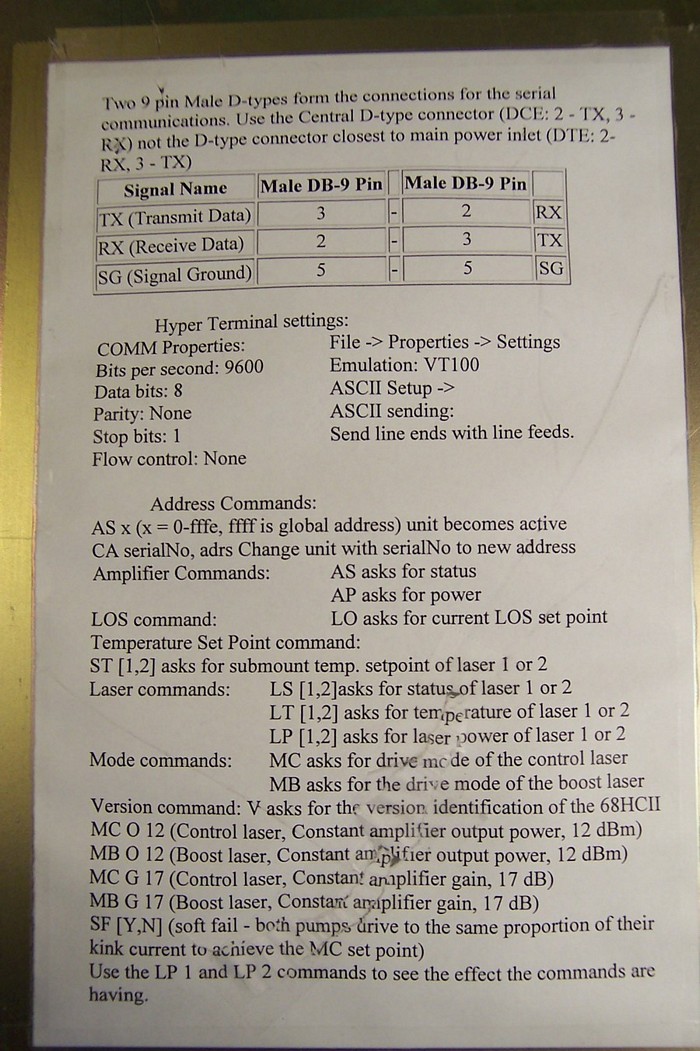 Two 9 pin Male D-types form the connections for the serial
communications. Use the Central D-type connector (DCE: 2 - TX, 3 -
RX) not the D-type connector closest to main power inlet (DTE: 2-
RX, 3 - TX)
Signal Name Male DB-9 Pin Male DB-9 Pin
TX (Transmit Data) 3 - 2 RX
RX (Receive Data) 2 - 3 TX
SG (Signal Ground) 5 - 5 SG
Hyper Terminal settings:
COMM Properties: File -> Properties -> Settings
Bits per second: 9600 Emulation: VT100
Data bits: 8 ASCII Setup ->
Parity: None ASCII sending:
Stop bits: 1 Send line ends with line feeds.
Flow control: None
Address Commands:
AS x (x = 0-fffe, ffff is global address) unit becomes active
CA serialNo, adrs Change unit with serialNo to new address
Amplifier Commands: AS asks for status
AP asks for power
LOS command: LO asks for current LOS set point
Temperature Set Point command:
ST [1,2] asks for submount temp. setpoint of laser 1 or 2
Laser commands: LS [1,2]asks for status of laser 1 or 2
LT [1,2] asks for temperature of laser 1 or 2
LP [1,2] asks for laser power of laser 1 or 2
Mode commands: MC asks for drive mode of the control laser
MB asks for the drive mode of the boost laser
Version command: V asks for the version identification of the 68HCII
MC O 12 (Control laser, Constant amplifier output power, 12 dBm)
MB O 12 (Boost laser, Constant amplifier output power, 12 dBm)
MC G 17 (Control laser, Constant amplifier gain, 17 dB)
MB G 17 (Boost laser, Constant amplifier gain, 17 dB)
SF [Y,N] (soft fail - both pumps drive to the same proportion of their
kink current to achieve the MC set point)
Use the LP 1 and LP 2 commands to see the effect the commands are
having.